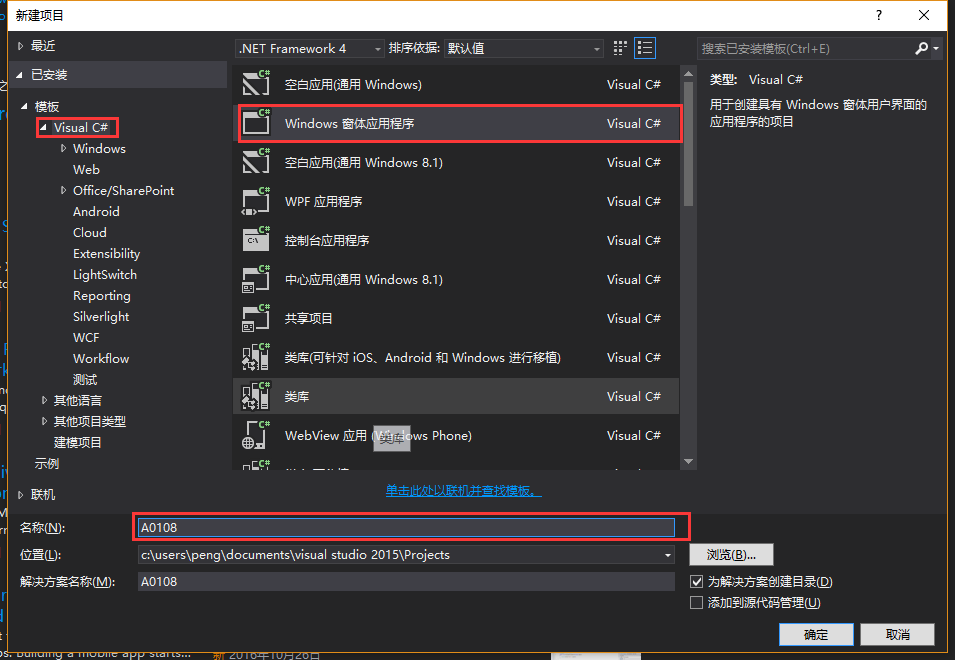 新建项目
?
最近
已安装
模板
Visual C#
Windows
Web
Office/SharePoint
Android
Cloud
Extensibility
LightSwitch
Reporting
Silverlight
WCF
Workflow
测试
其他语言
其他项目类型
建模项目
示例
联机
.NET Framework 4 排序依据: 默认值
空白应用(通用 Windows) Visual C#
Windows 窗体应用程序 Visual C#
空白应用(通用 Windows 8.1) Visual C#
WPF 应用程序 Visual C#
控制台应用程序 Visual C#
中心应用(通用 Windows 8.1) Visual C#
共享项目 Visual C#
类库(可针对 iOS、Android 和 Windows 进行移植) Visual C#
类库 Visual C#
WebView 应用 (Windows Phone) Visual C#
类库
单击此处以联机并查找模板。
搜索已安装模板(Ctrl+E)
类型: Visual C#
用于创建具有 Windows 窗体用户界面的
应用程序的项目
名称(N): A0108
位置(L): c:\users\peng\documents\visual studio 2015\Projects 浏览(B)...
解决方案名称(M): A0108
为解决方案创建目录(D)
添加到源代码管理(U)
确定 取消
Building a mobile app starts... 新 2016年10月26日